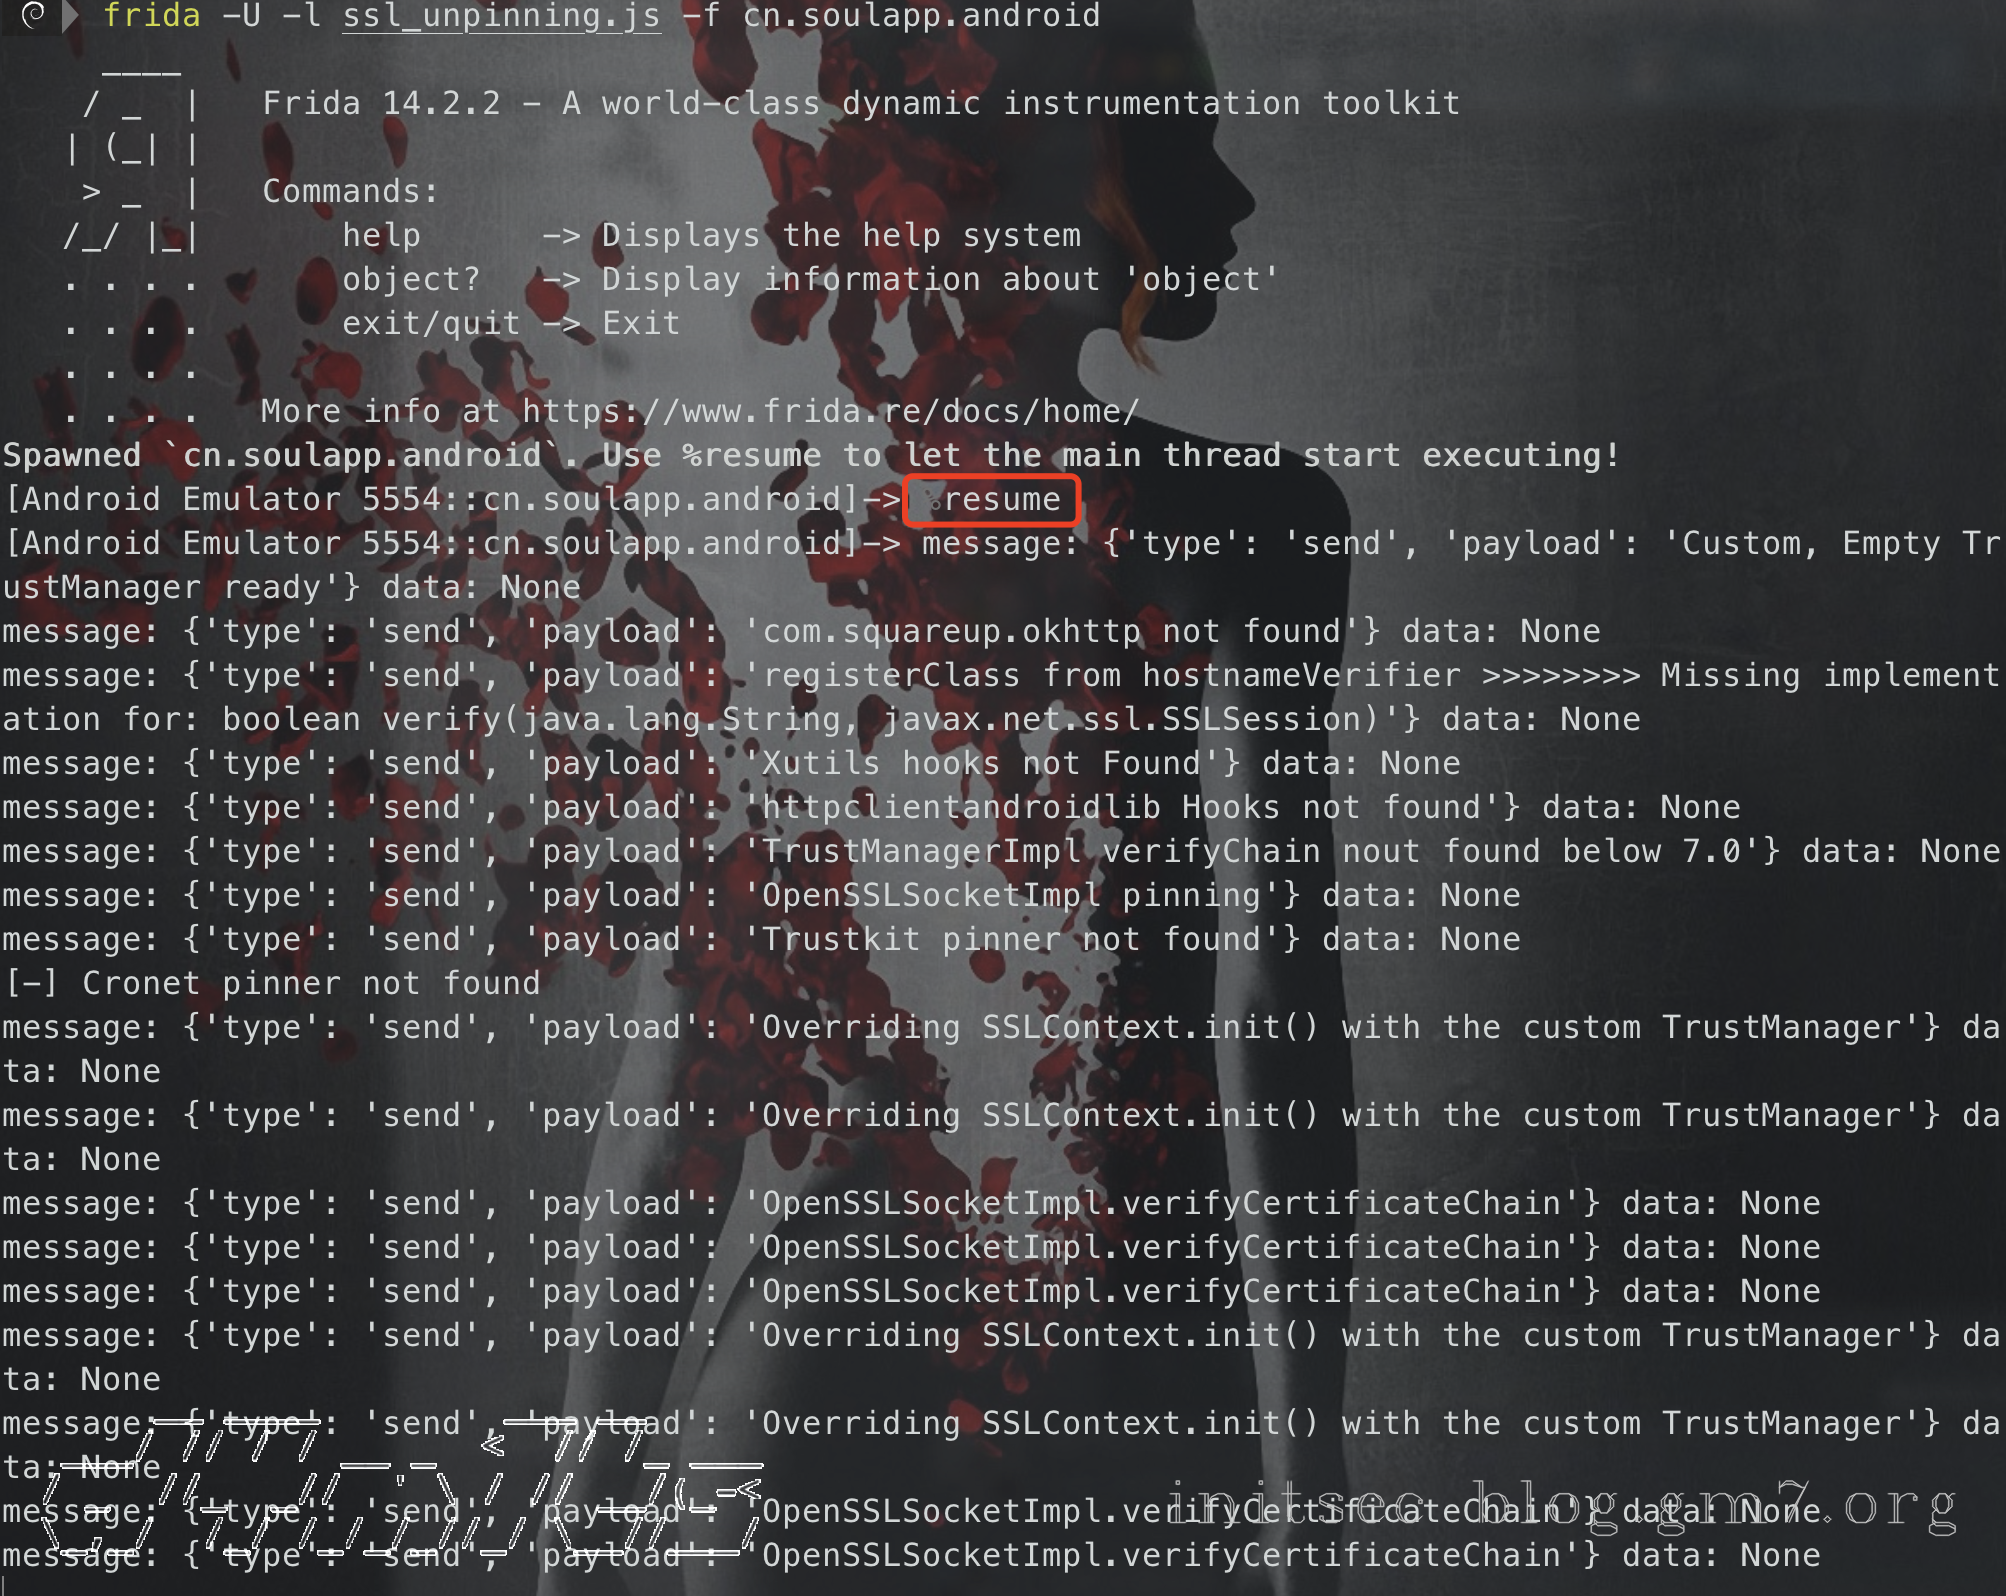 frida -U -l ssl_unpinning.js -f cn.soulapp.android
Frida 14.2.2 - A world-class dynamic instrumentation toolkit
Commands:
help -> Displays the help system
object? -> Display information about 'object'
exit/quit -> Exit
More info at https://www.frida.re/docs/home/
Spawned `cn.soulapp.android`. Use %resume to let the main thread start executing!
[Android Emulator 5554::cn.soulapp.android]-> %resume
[Android Emulator 5554::cn.soulapp.android]-> message: {'type': 'send', 'payload': 'Custom, Empty Tr
ustManager ready'} data: None
message: {'type': 'send', 'payload': 'com.squareup.okhttp not found'} data: None
message: {'type': 'send', 'payload': 'registerClass from hostnameVerifier >>>>>>>> Missing implement
ation for: boolean verify(java.lang.String, javax.net.ssl.SSLSession)'} data: None
message: {'type': 'send', 'payload': 'Xutils hooks not Found'} data: None
message: {'type': 'send', 'payload': 'httpclientandroidlib Hooks not found'} data: None
message: {'type': 'send', 'payload': 'TrustManagerImpl verifyChain nout found below 7.0'} data: None
message: {'type': 'send', 'payload': 'OpenSSLSocketImpl pinning'} data: None
message: {'type': 'send', 'payload': 'Trustkit pinner not found'} data: None
[-] Cronet pinner not found
message: {'type': 'send', 'payload': 'Overriding SSLContext.init() with the custom TrustManager'} da
ta: None
message: {'type': 'send', 'payload': 'Overriding SSLContext.init() with the custom TrustManager'} da
ta: None
message: {'type': 'send', 'payload': 'OpenSSLSocketImpl.verifyCertificateChain'} data: None
message: {'type': 'send', 'payload': 'OpenSSLSocketImpl.verifyCertificateChain'} data: None
message: {'type': 'send', 'payload': 'OpenSSLSocketImpl.verifyCertificateChain'} data: None
message: {'type': 'send', 'payload': 'Overriding SSLContext.init() with the custom TrustManager'} da
ta: None
message: {'type': 'send', 'payload': 'Overriding SSLContext.init() with the custom TrustManager'} da
ta: None
message: {'type': 'send', 'payload': 'OpenSSLSocketImpl.verifyCertificateChain'} data: None
initsec blog.gm7.org
message: {'type': 'send', 'payload': 'OpenSSLSocketImpl.verifyCertificateChain'} data: None